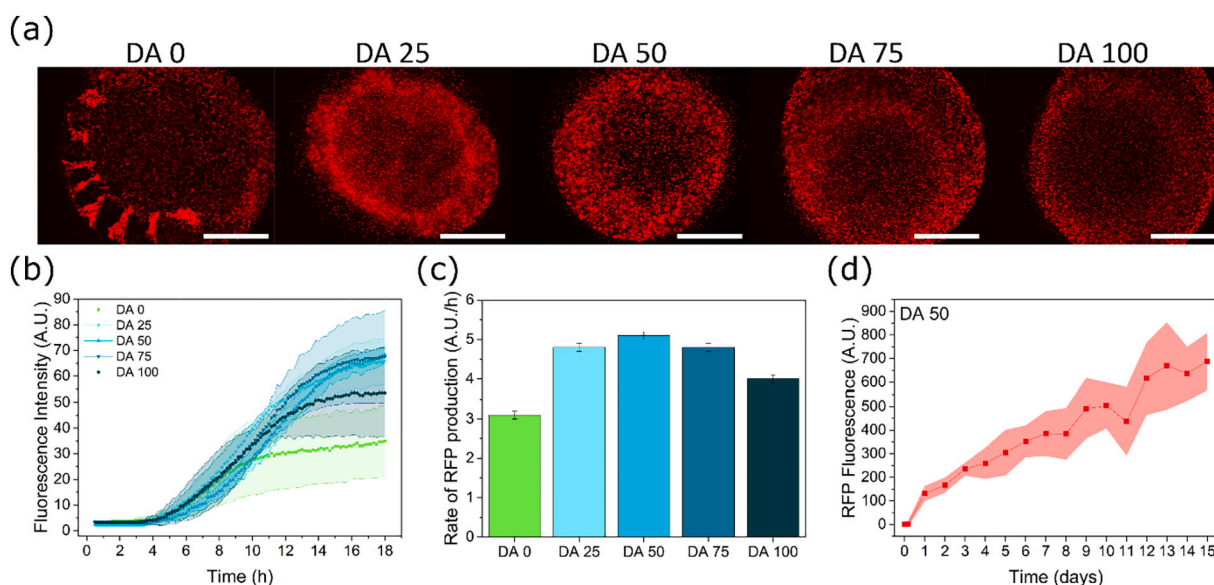 (a)
DA 0 DA 25 DA 50 DA 75 DA 100
(b)
Fluorescence Intensity (A.U.)
90
80
70
60
50
40
30
20
10
0
DA 0
DA 25
DA 50
DA 75
DA 100
0 2 4 6 8 10 12 14 16 18
Time (h)
(c)
Rate of RFP production (A.U./h)
6
5
4
3
2
1
0
DA 0 DA 25 DA 50 DA 75 DA 100
(d)
RFP Fluorescence (A.U.)
900
800
700
600
500
400
300
200
100
0
DA 50
0 1 2 3 4 5 6 7 8 9 10 11 12 13 14 15
Time (days)